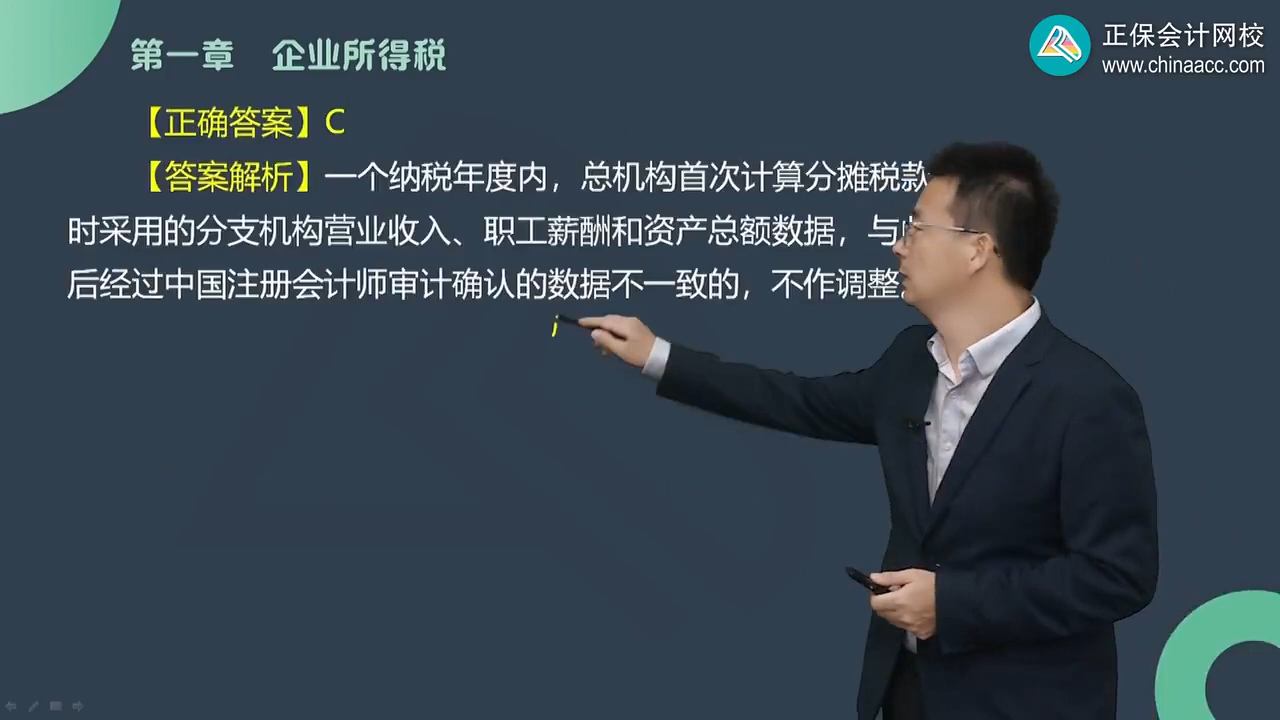 第一章 企业所得税
正保会计网校
www.chinaacc.com
【正确答案】C
【答案解析】一个纳税年度内，总机构首次计算分摊税款
时采用的分支机构营业收入、职工薪酬和资产总额数据，与
后经过中国注册会计师审计确认的数据不一致的，不作调整